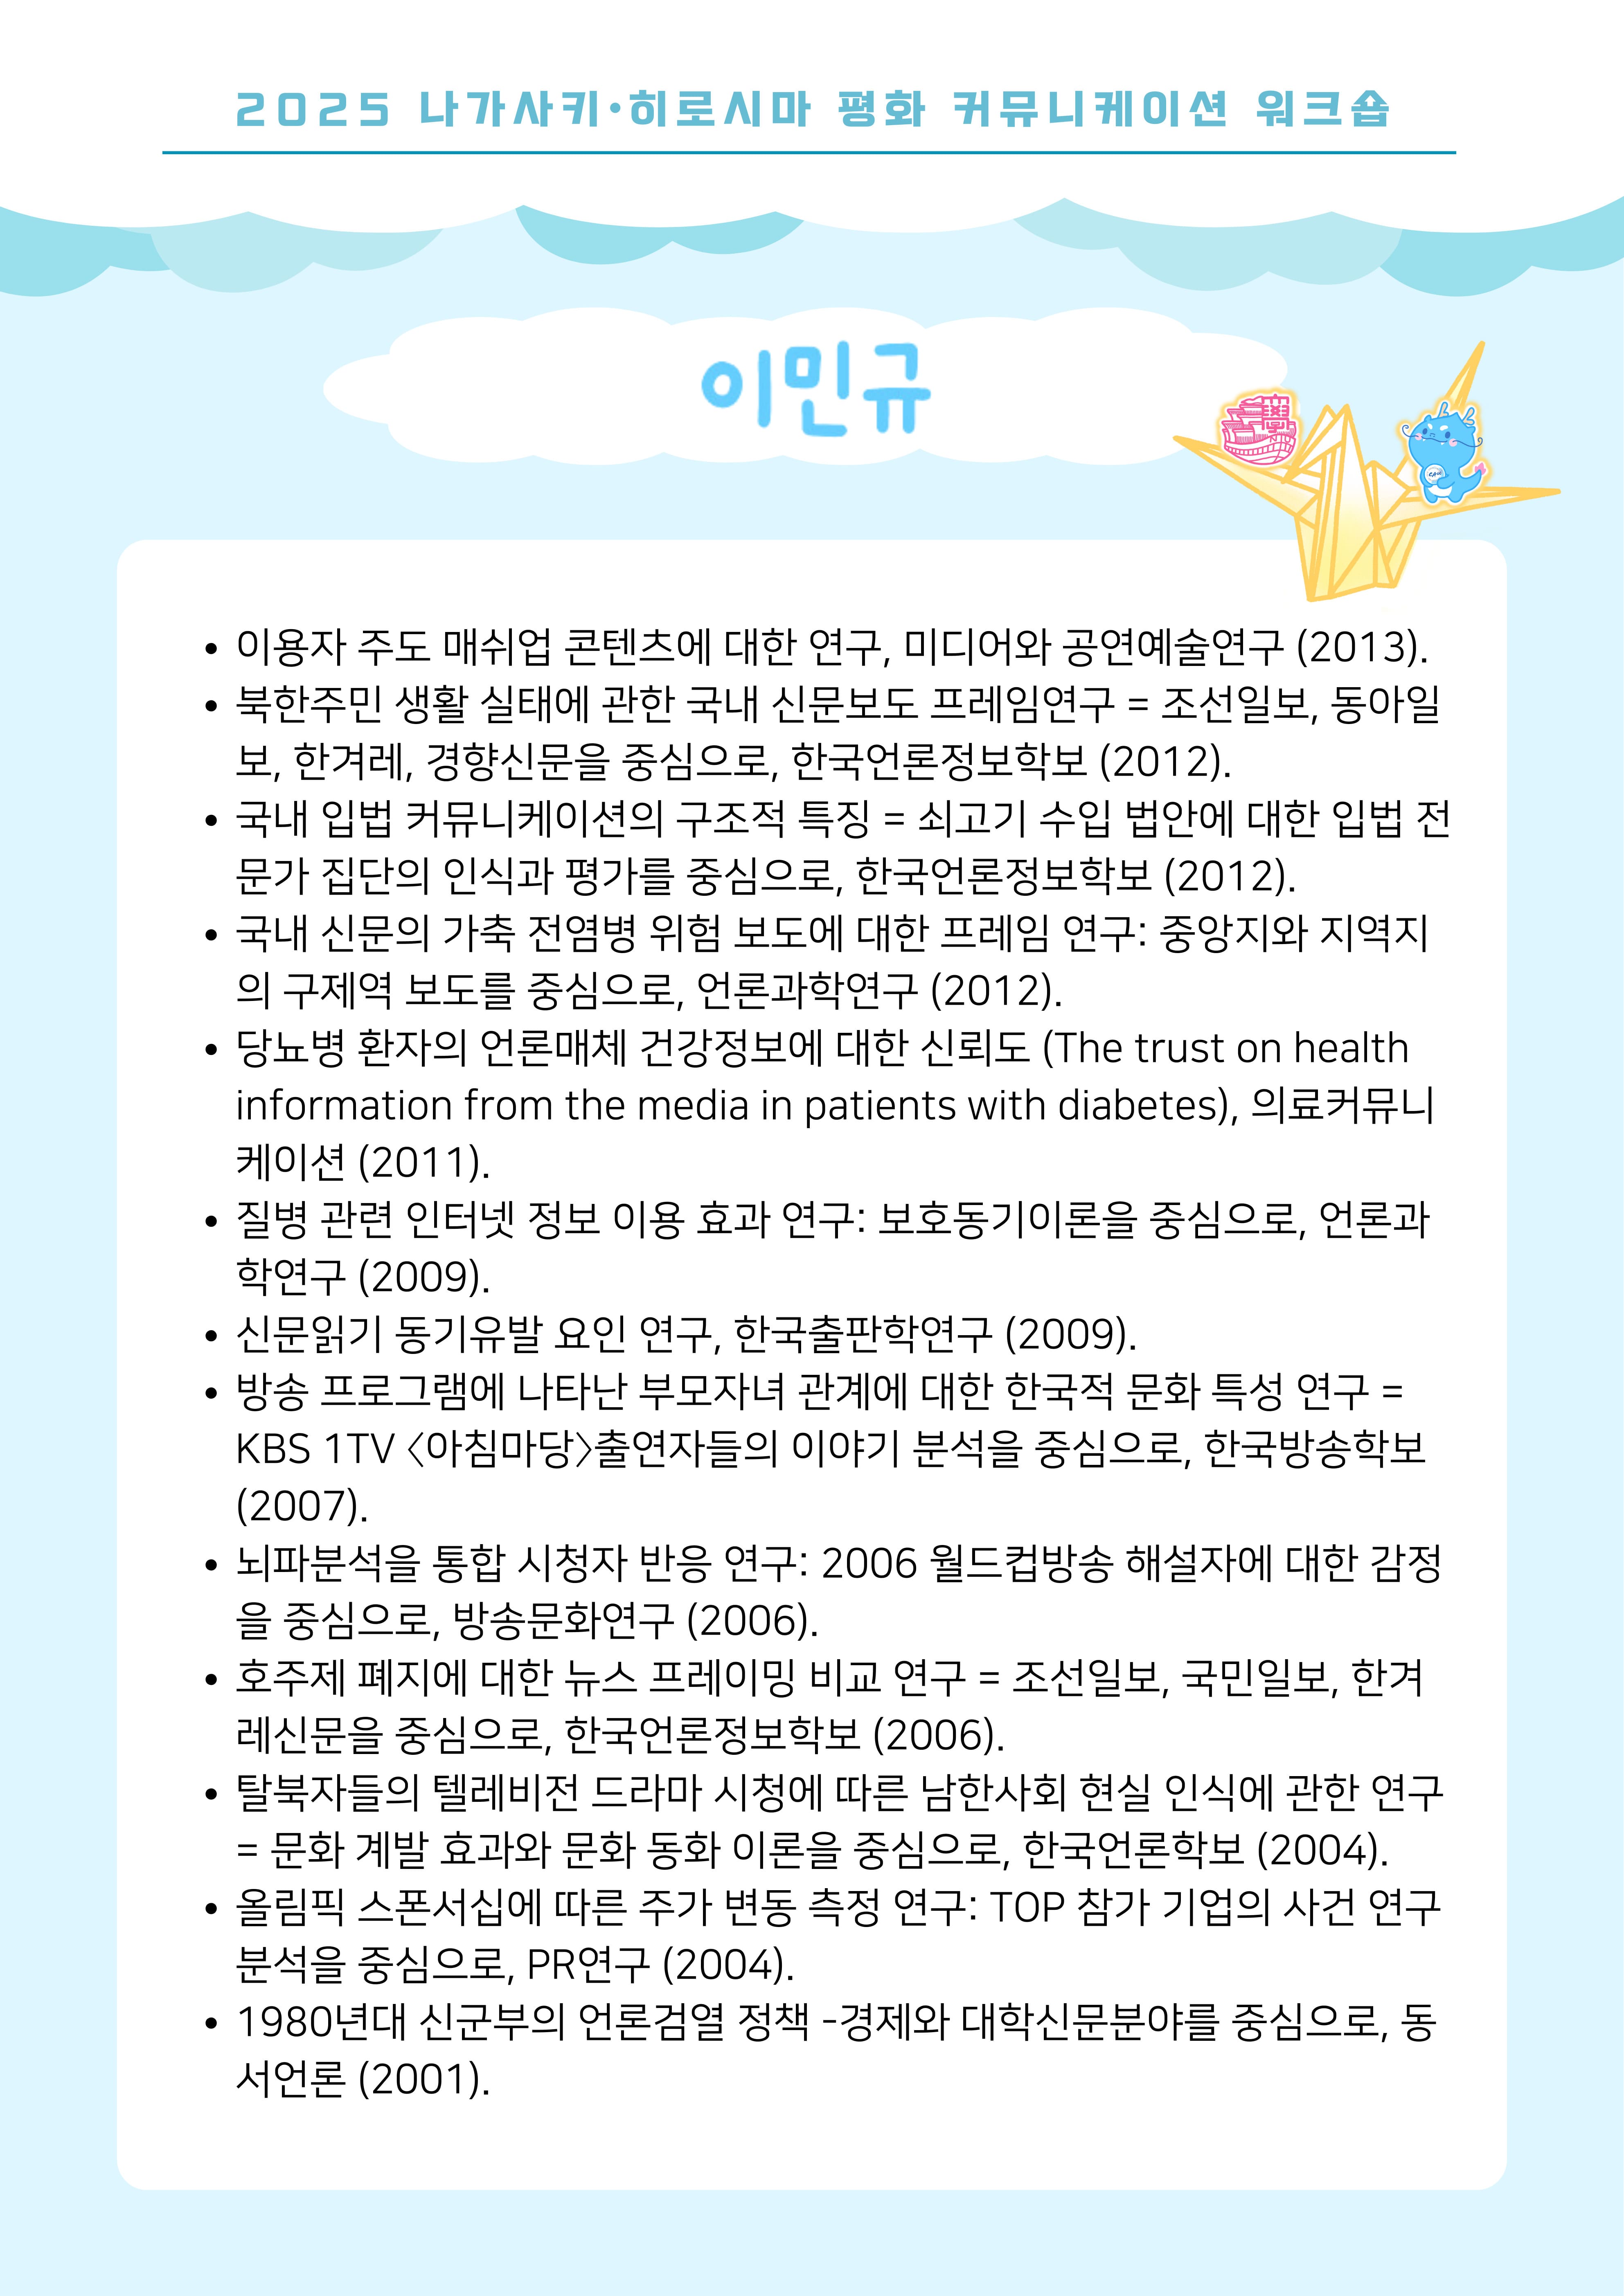 2025 나가사키•히로시마 평화 커뮤니케이션 워크숍
이민규
• 이용자 주도 매쉬업 콘텐츠에 대한 연구, 미디어와 공연예술연구 (2013).
• 북한주민 생활 실태에 관한 국내 신문보도 프레임연구 = 조선일보, 동아일
보, 한겨레, 경향신문을 중심으로, 한국언론정보학보 (2012).
• 국내 입법 커뮤니케이션의 구조적 특징 = 쇠고기 수입 법안에 대한 입법 전
문가 집단의 인식과 평가를 중심으로, 한국언론정보학보 (2012).
• 국내 신문의 가축 전염병 위험 보도에 대한 프레임 연구: 중앙지와 지역지
의 구제역 보도를 중심으로, 언론과학연구 (2012).
• 당뇨병 환자의 언론매체 건강정보에 대한 신뢰도 (The trust on health
information from the media in patients with diabetes), 의료커뮤니
케이션 (2011).
• 질병 관련 인터넷 정보 이용 효과 연구: 보호동기이론을 중심으로, 언론과
학연구 (2009).
• 신문읽기 동기유발 요인 연구, 한국출판학연구 (2009).
• 방송 프로그램에 나타난 부모자녀 관계에 대한 한국적 문화 특성 연구 =
KBS 1TV 〈아침마당〉출연자들의 이야기 분석을 중심으로, 한국방송학보
(2007).
• 뇌파분석을 통합 시청자 반응 연구: 2006 월드컵방송 해설자에 대한 감정
을 중심으로, 방송문화연구 (2006).
• 호주제 폐지에 대한 뉴스 프레이밍 비교 연구 = 조선일보, 국민일보, 한겨
레신문을 중심으로, 한국언론정보학보 (2006).
• 탈북자들의 텔레비전 드라마 시청에 따른 남한사회 현실 인식에 관한 연구
= 문화 계발 효과와 문화 동화 이론을 중심으로, 한국언론학보 (2004).
• 올림픽 스폰서십에 따른 주가 변동 측정 연구: TOP 참가 기업의 사건 연구
분석을 중심으로, PR연구 (2004).
• 1980년대 신군부의 언론검열 정책 -경제와 대학신문분야를 중심으로, 동
서언론 (2001).